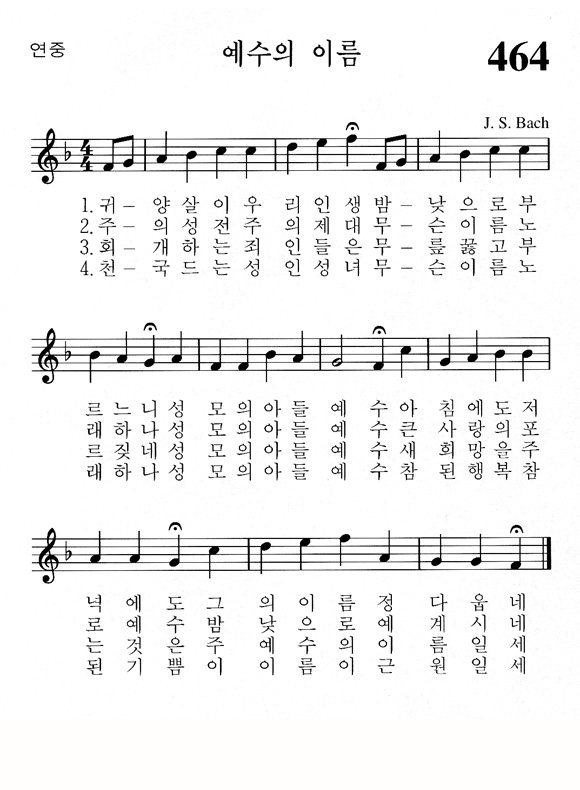 연중
예수의 이름
464
J. S. Bach
1. 귀 – 양 살 이 우 리 인 생 밤 – 낮 으 로 부
2. 주 – 의 성 전 주 의 제 대 무 – 슨 이 름 노
3. 회 – 개 하 는 죄 인 들 은 무 – 릎 꿇 고 부
4. 천 – 국 드 는 성 인 성 녀 무 – 슨 이 름 노
르 느 니 성 모 의 아 들 예 수 아 침 에 도 저
래 하 나 성 모 의 아 들 예 수 큰 사 랑 의 포
르 짖 네 성 모 의 아 들 예 수 새 희 망 을 주
래 하 나 성 모 의 아 들 예 수 참 된 행 복 참
녁 에 도 그 의 이 름 정 다 웁 네
로 예 수 밤 낮 으 로 예 계 시 네
는 것 은 주 예 수 의 이 름 일 세
된 기 쁨 이 이 름 이 근 원 일 세